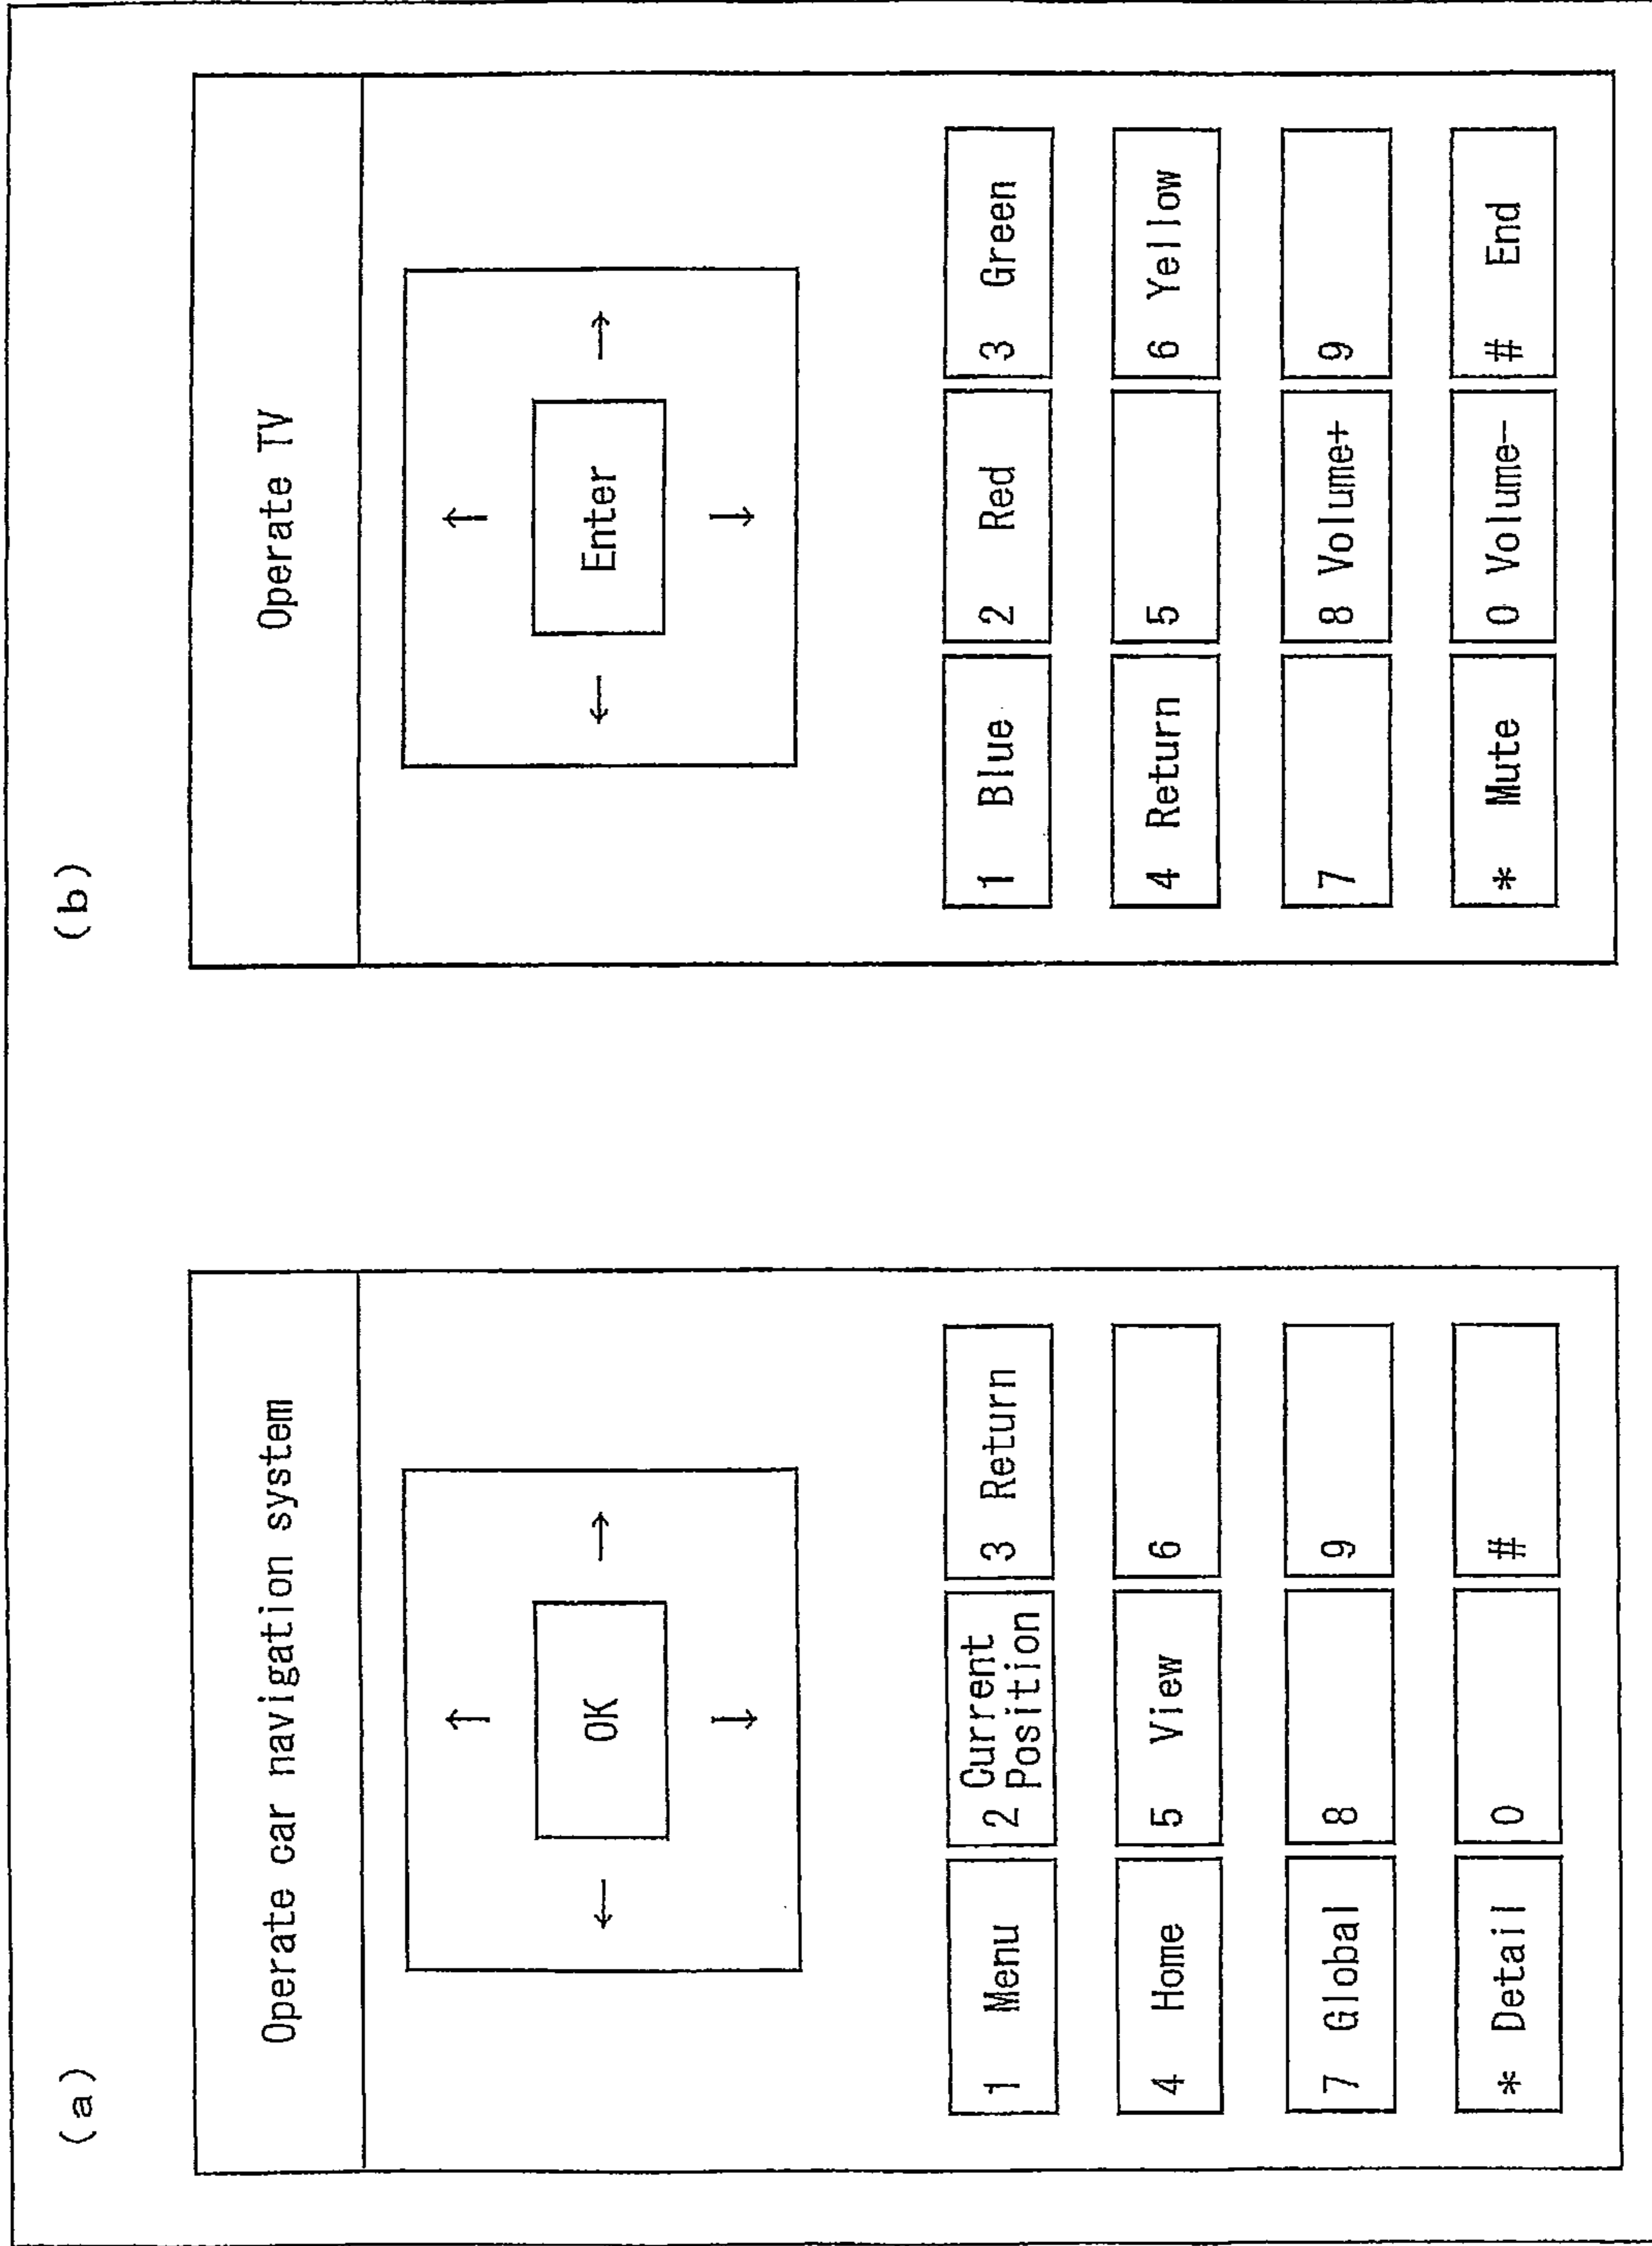 (a)
Operate car navigation system
↑
← OK →
↓
1 Menu
2 Current
Position
3 Return
4 Home
5 View
6
7 Global
8
9
* Detail
0
#
(b)
Operate TV
↑
← Enter →
↓
1 Blue
2 Red
3 Green
4 Return
5
6 Yellow
7
8 Volume+
9
* Mute
0 Volume−
# End